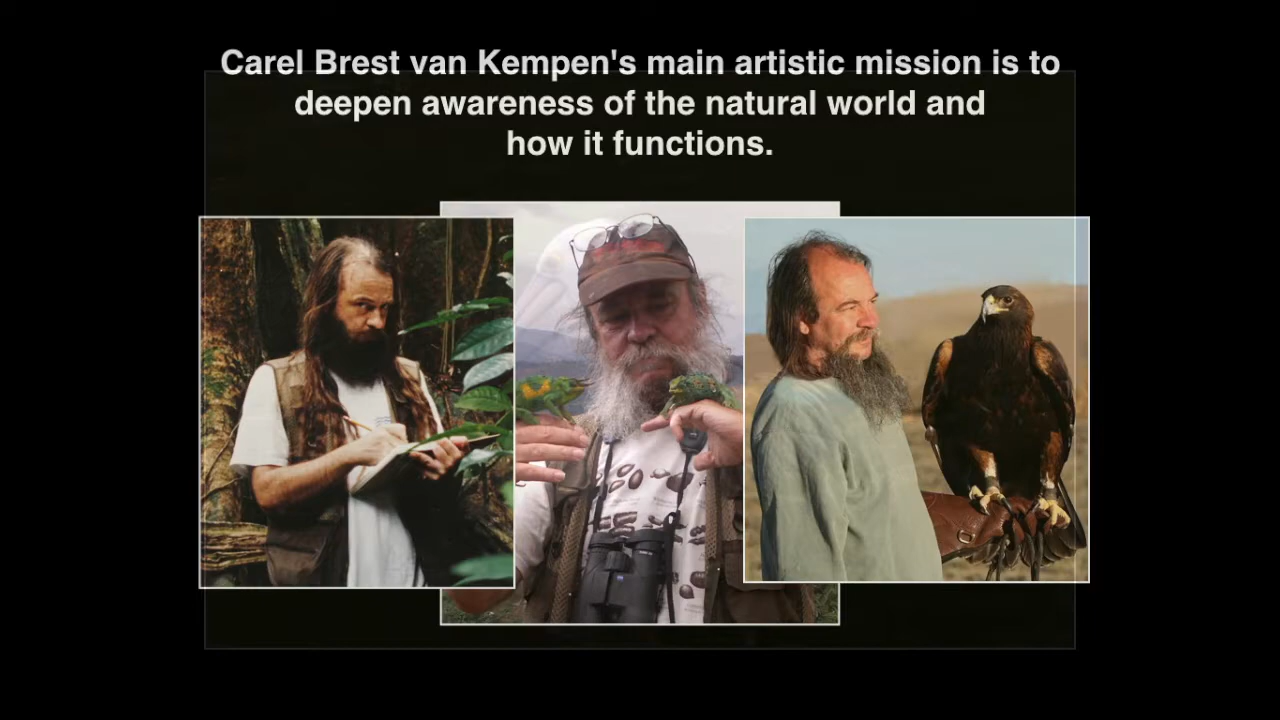 Carel Brest van Kempen's main artistic mission is to
deepen awareness of the natural world and
how it functions.